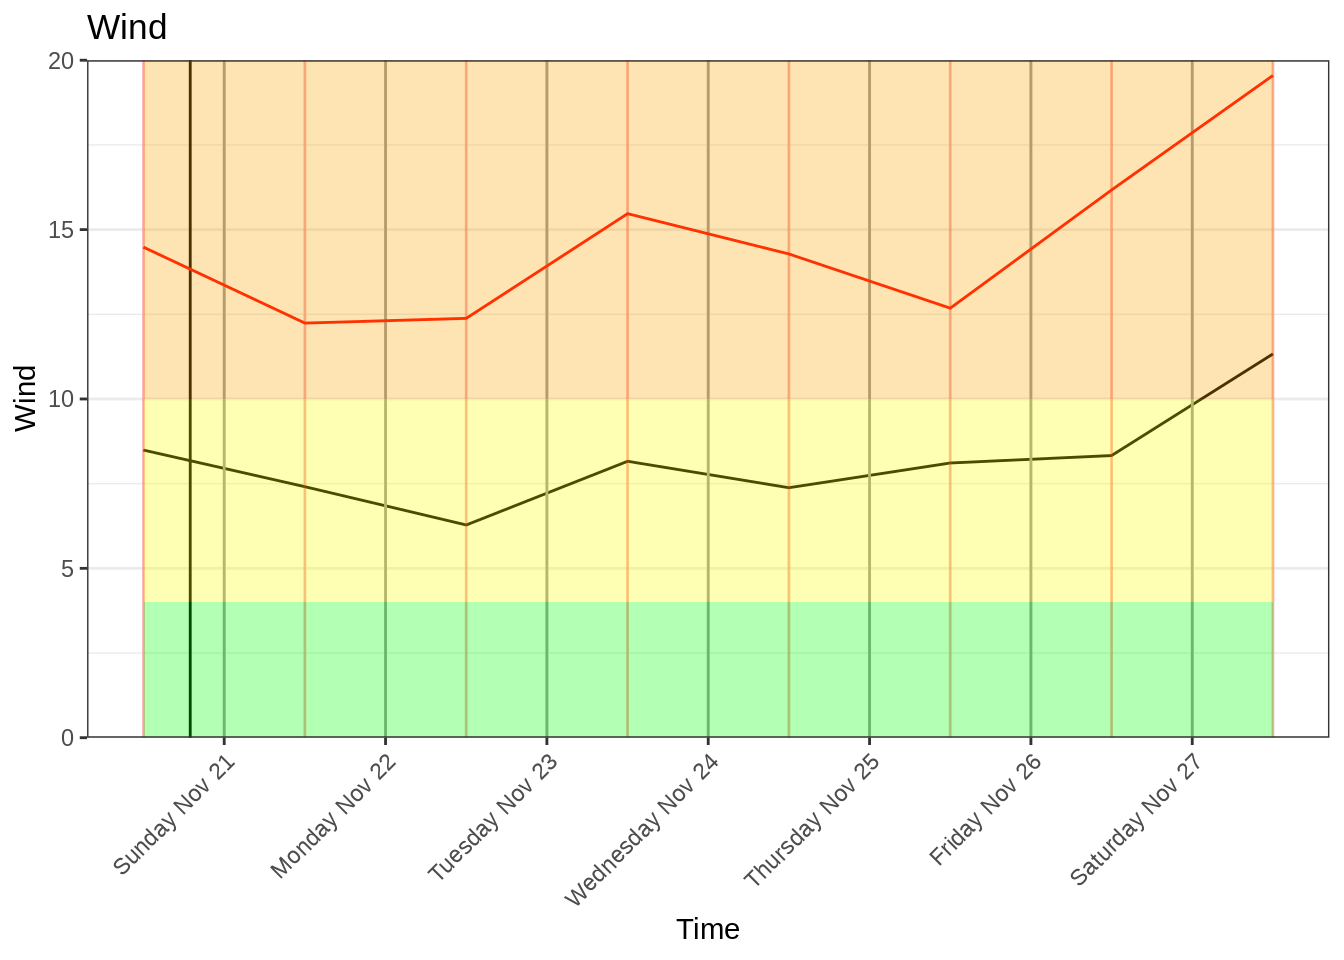 Wind
20
15
10
5
0
Wind
Sunday Nov 21
Monday Nov 22
Tuesday Nov 23
Wednesday Nov 24
Thursday Nov 25
Friday Nov 26
Saturday Nov 27
Time